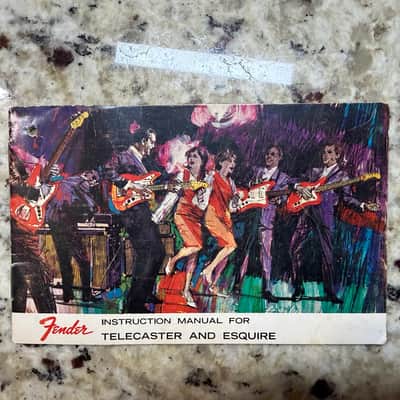 Fender
INSTRUCTION MANUAL FOR
TELECASTER AND ESQUIRE